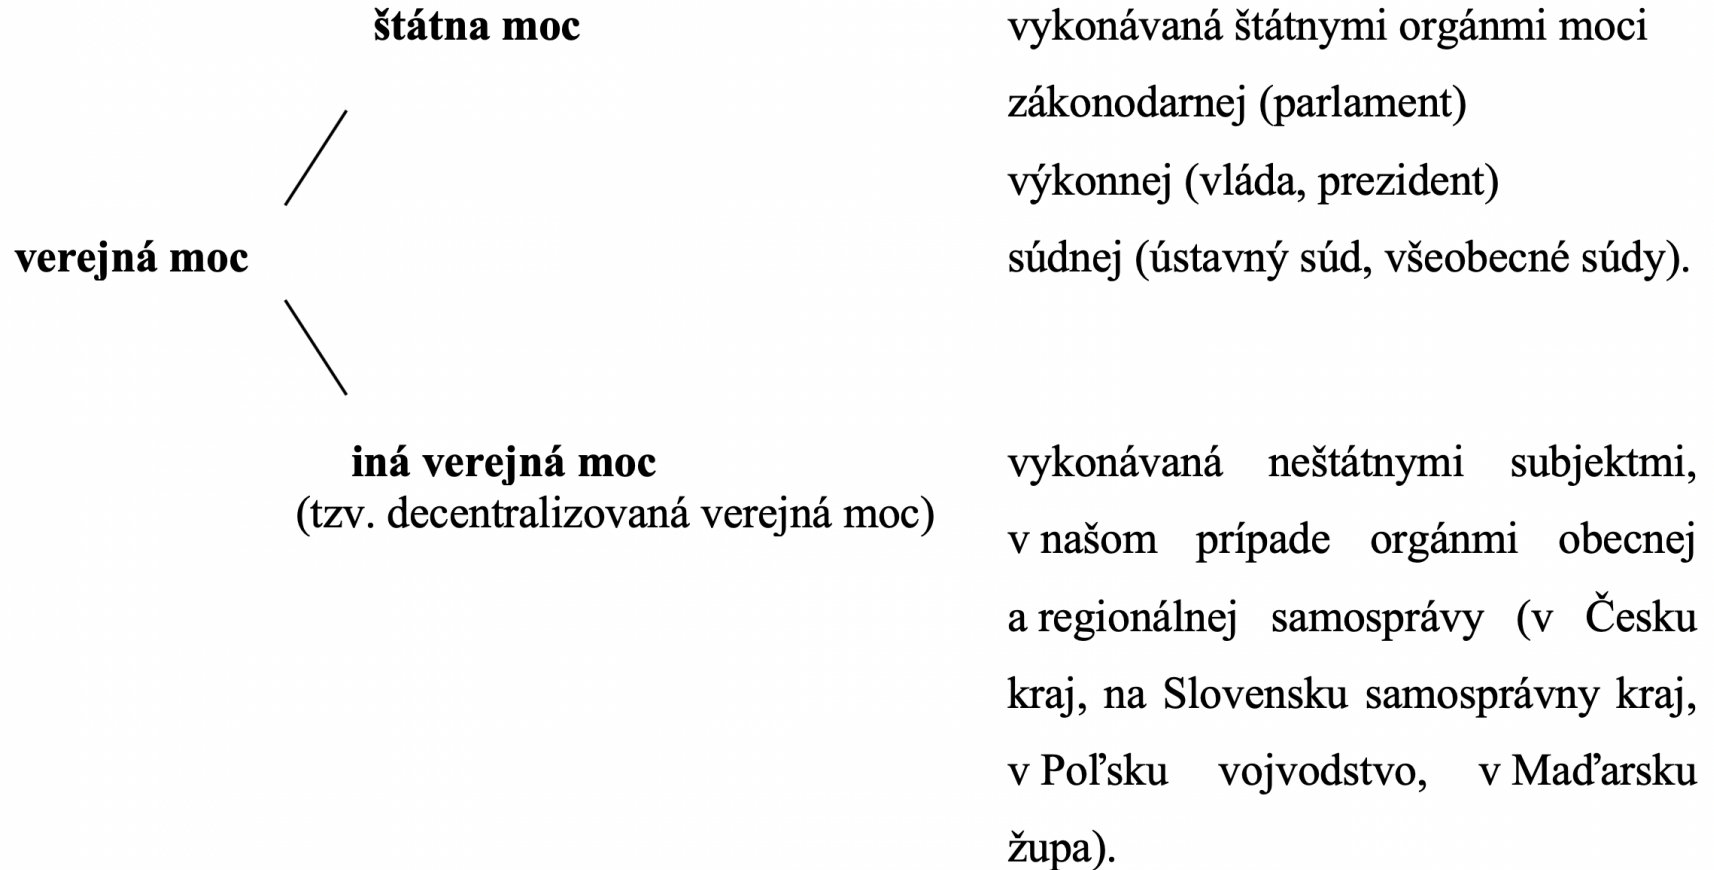 štátna moc
vykonávaná štátnymi orgánmi moci
zákonodarnej (parlament)
výkonnej (vláda, prezident)
verejná moc
súdnej (ústavný súd, všeobecné súdy).
iná verejná moc
(tzv. decentralizovaná verejná moc)
vykonávaná neštátnymi subjektmi,
v našom prípade orgánmi obecnej
a regionálnej samosprávy (v Česku
kraj, na Slovensku samosprávny kraj,
v Poľsku vojvodstvo, v Maďarsku
župa).